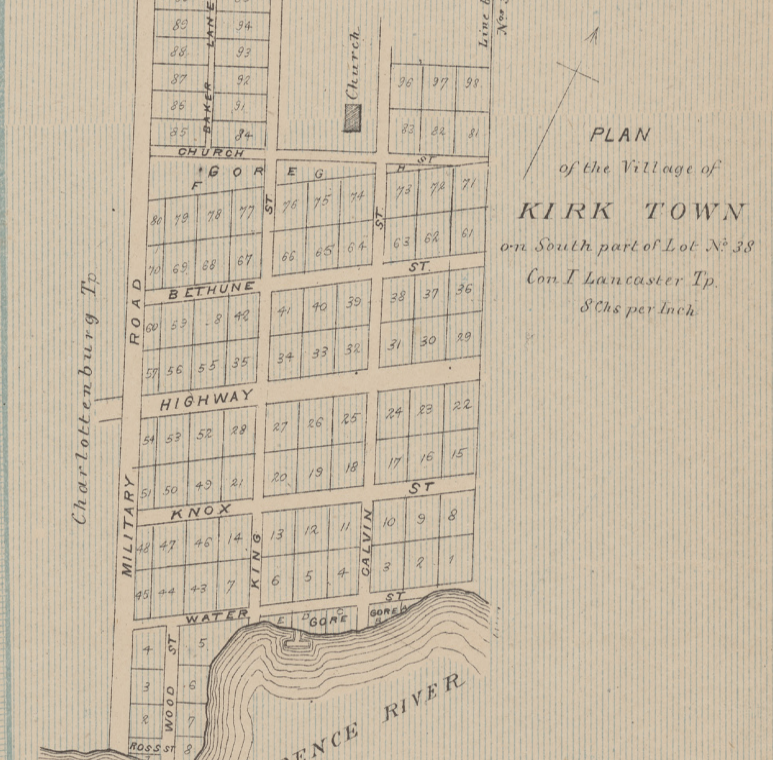 89 94
88 93
87 92
86 91
85 84
BAKER LANE
Church
Line
Nos
96 97 98
83 82 81
CHURCH ST
GORE
F G H
80 79 78 77 76 75 74 73 72 71
70 69 68 67 66 65 64 63 62 61
BETHUNE ST.
60 59 8 42 41 40 39 38 37 36
57 56 55 35 34 33 32 31 30 29
HIGHWAY
54 53 52 28 27 26 25 24 23 22
51 50 49 21 20 19 18 17 16 15
KNOX ST
48 47 46 14 13 12 11 10 9 8
45 44 43 7 6 5 4 3 2 1
WATER ST
E D C
GORE
GORE A
B
4 5
3 6
2 7
ROSS ST 8
1
WOOD ST
MILITARY ROAD
KING ST
CALVIN ST.
Charlottenburg Tp
ENCE RIVER
PLAN
of the Village of
KIRK TOWN
on South part of Lot No. 38
Con I Lancaster Tp.
8 Chs per Inch